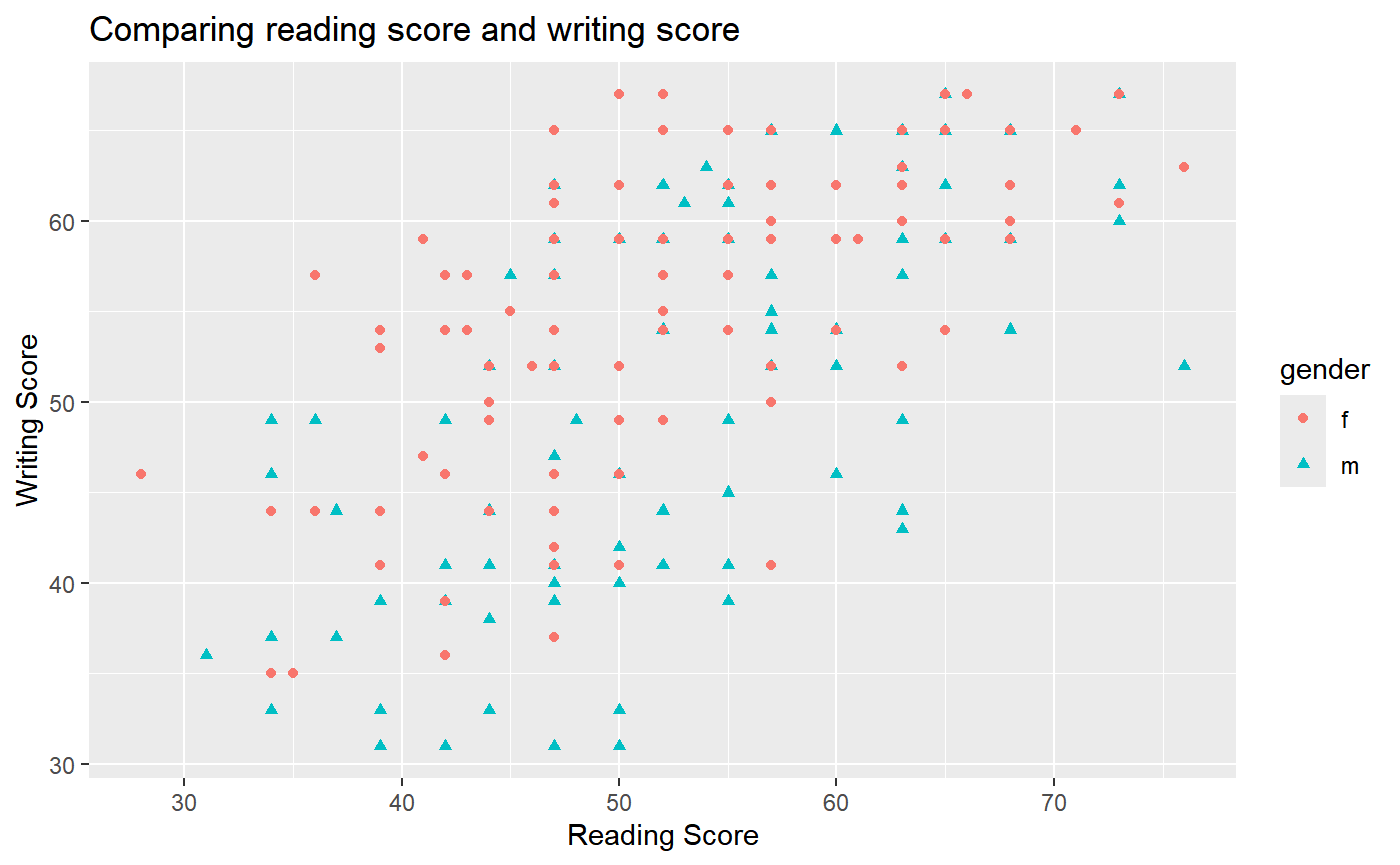 Comparing reading score and writing score
Writing Score
60
50
40
30
30 40 50 60 70
Reading Score
gender
f
m